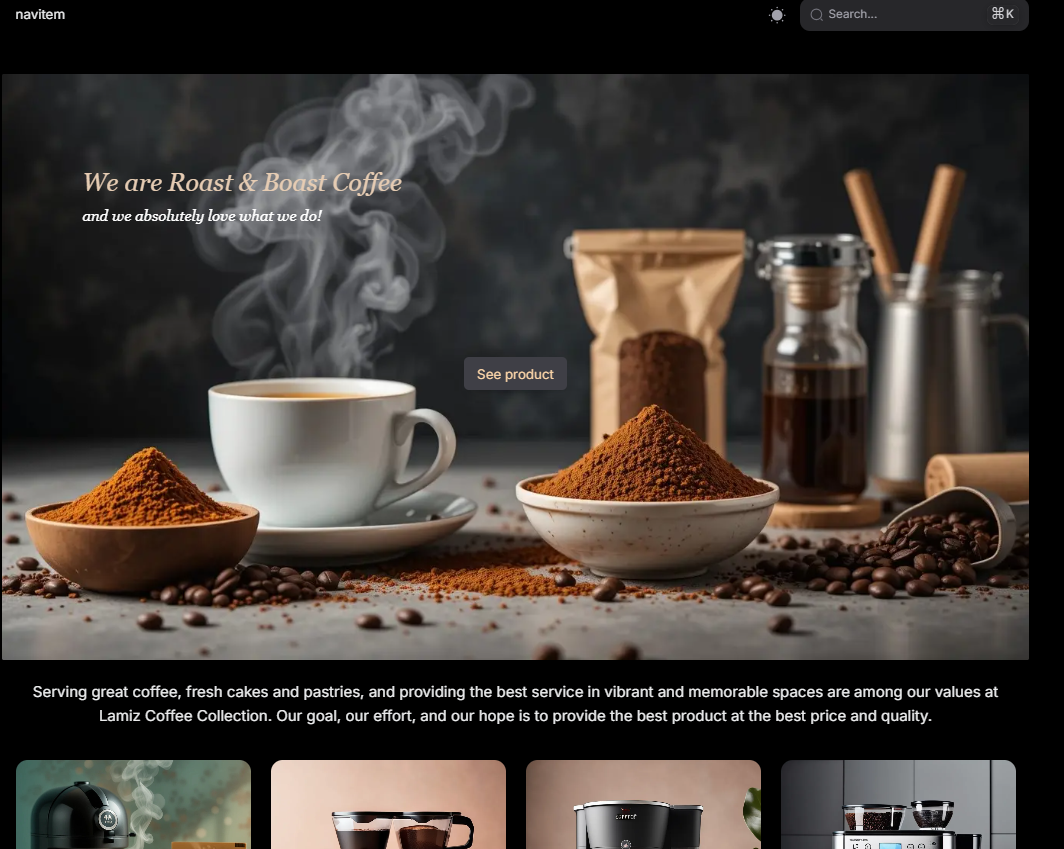 navitem
Search...
⌘K
We are Roast & Boast Coffee
and we absolutely love what we do!
See product
Serving great coffee, fresh cakes and pastries, and providing the best service in vibrant and memorable spaces are among our values at
Lamiz Coffee Collection. Our goal, our effort, and our hope is to provide the best product at the best price and quality.